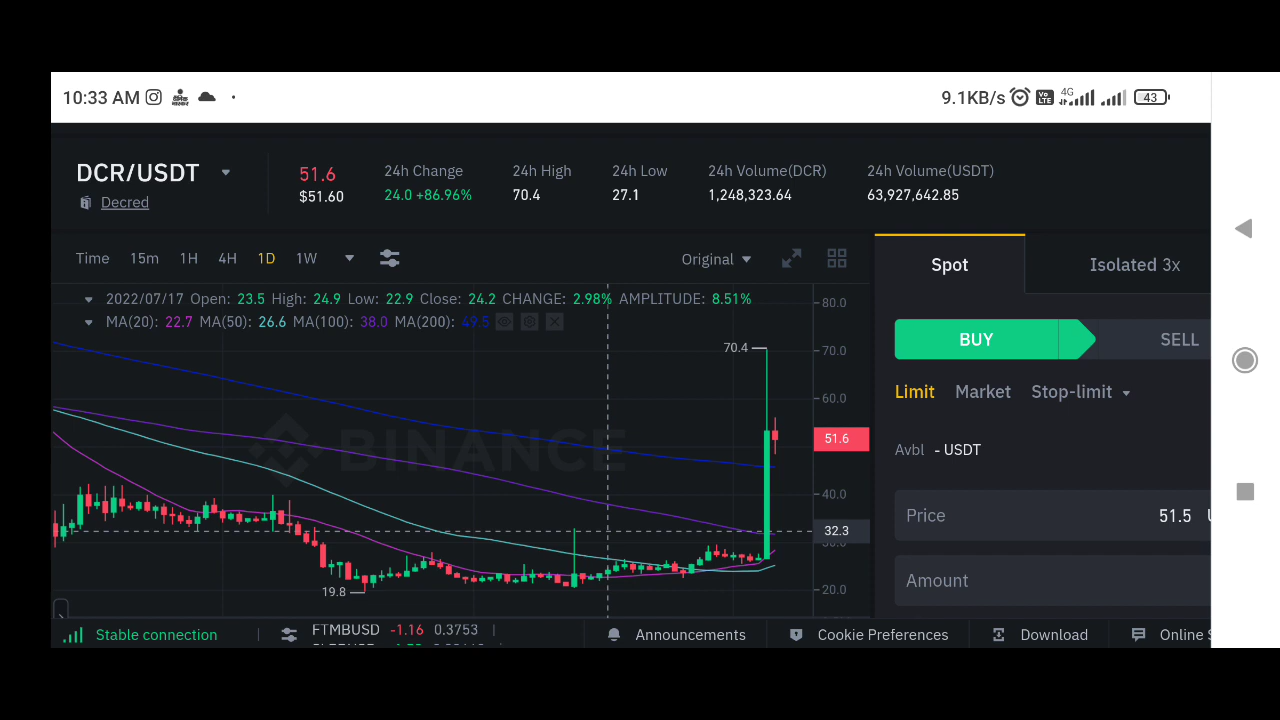 10:33 AM
9.1KB/s Vo LTE 4G 43
DCR/USDT
Decred
51.6
$51.60
24h Change
24.0 +86.96%
24h High
70.4
24h Low
27.1
24h Volume(DCR)
1,248,323.64
24h Volume(USDT)
63,927,642.85
Time 15m 1H 4H 1D 1W
Original
2022/07/17 Open: 23.5 High: 24.9 Low: 22.9 Close: 24.2 CHANGE: 2.98% AMPLITUDE: 8.51%
MA(20): 22.7 MA(50): 26.6 MA(100): 38.0 MA(200): 49.5
BINANCE
70.4
19.8
80.0
70.0
60.0
51.6
40.0
32.3
30.0
20.0
Spot Isolated 3x
BUY SELL
Limit Market Stop-limit
Avbl - USDT
Price 51.5
Amount
Stable connection
FTMBUSD -1.16 0.3753
Announcements
Cookie Preferences
Download
Online